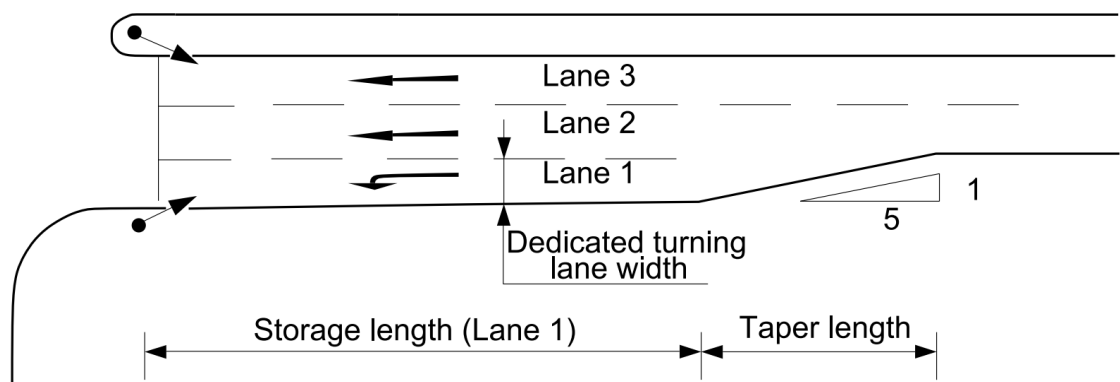 Lane 3
Lane 2
Lane 1
1
5
Dedicated turning
lane width
Storage length (Lane 1)
Taper length